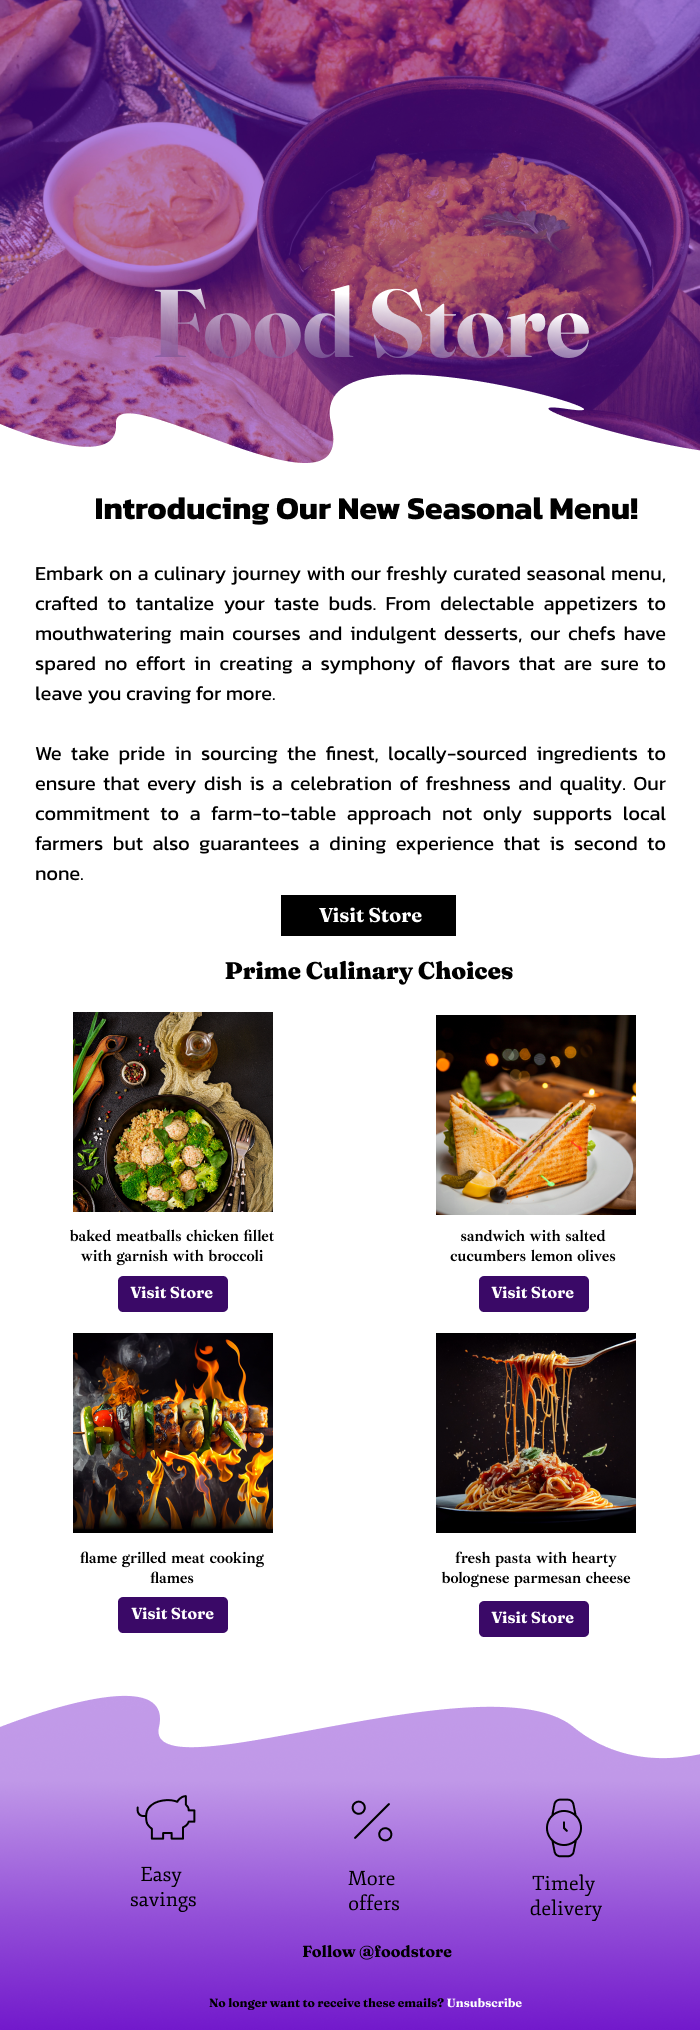 Food Store
Introducing Our New Seasonal Menu!
Embark on a culinary journey with our freshly curated seasonal menu,
crafted to tantalize your taste buds. From delectable appetizers to
mouthwatering main courses and indulgent desserts, our chefs have
spared no effort in creating a symphony of flavors that are sure to
leave you craving for more.
We take pride in sourcing the finest, locally-sourced ingredients to
ensure that every dish is a celebration of freshness and quality. Our
commitment to a farm-to-table approach not only supports local
farmers but also guarantees a dining experience that is second to
none.
Visit Store
Prime Culinary Choices
baked meatballs chicken fillet
with garnish with broccoli
Visit Store
sandwich with salted
cucumbers lemon olives
Visit Store
flame grilled meat cooking
flames
Visit Store
fresh pasta with hearty
bolognese parmesan cheese
Visit Store
Easy
savings
More
offers
Timely
delivery
Follow @foodstore
No longer want to receive these emails? Unsubscribe